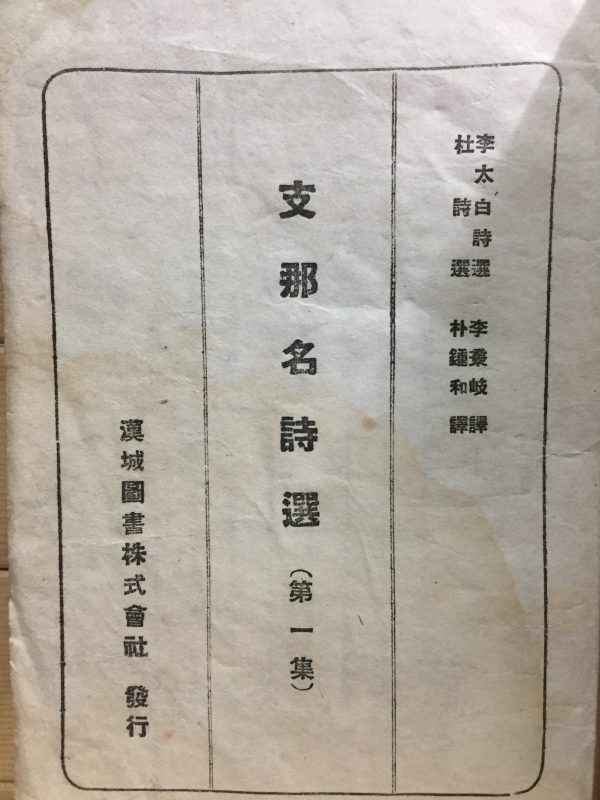 李太白詩選 李秉岐譯
杜詩選 朴鍾和譯
支那名詩選(第一集)
漢城圖書株式會社 發行